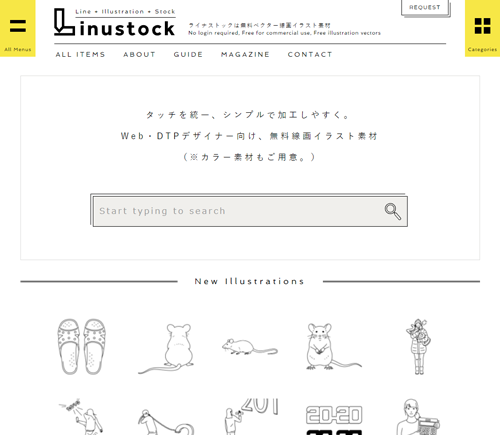 All Menus
Line + Illustration + Stock
Linustock
ライナストックは無料ベクター線画イラスト素材
No login required, Free for commercial use, Free illustration vectors
REQUEST
Categories
ALL ITEMS ABOUT GUIDE MAGAZINE CONTACT
タッチを統一、シンプルで加工しやすく。
Web・DTPデザイナー向け、無料線画イラスト素材
（※カラー素材もご用意。）
Start typing to search
New Illustrations
201
20-20